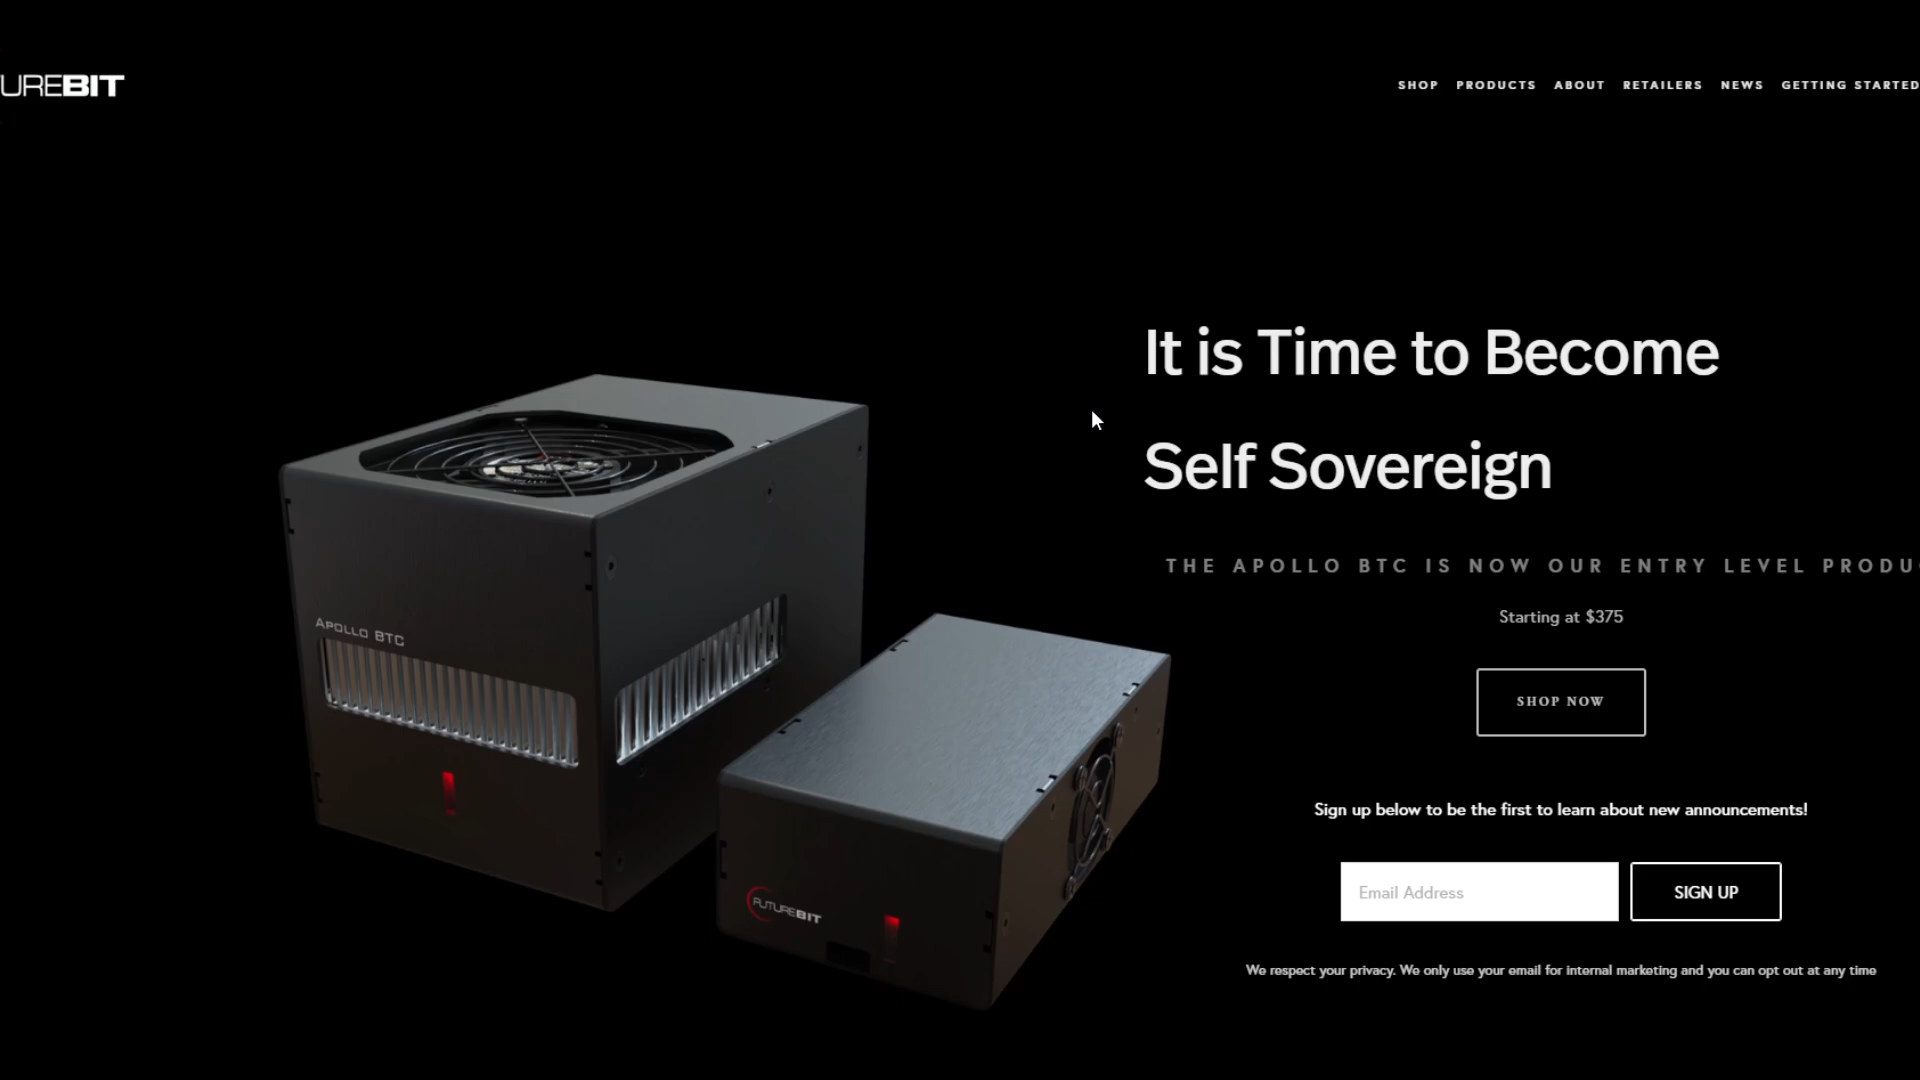 UREBIT
SHOP PRODUCTS ABOUT RETAILERS NEWS GETTING STARTED
It is Time to Become
Self Sovereign
THE APOLLO BTC IS NOW OUR ENTRY LEVEL PRODU
Starting at $375
SHOP NOW
APOLLO BTC
Sign up below to be the first to learn about new announcements!
Email Address
SIGN UP
FUTUREBIT
We respect your privacy. We only use your email for internal marketing and you can opt out at any time